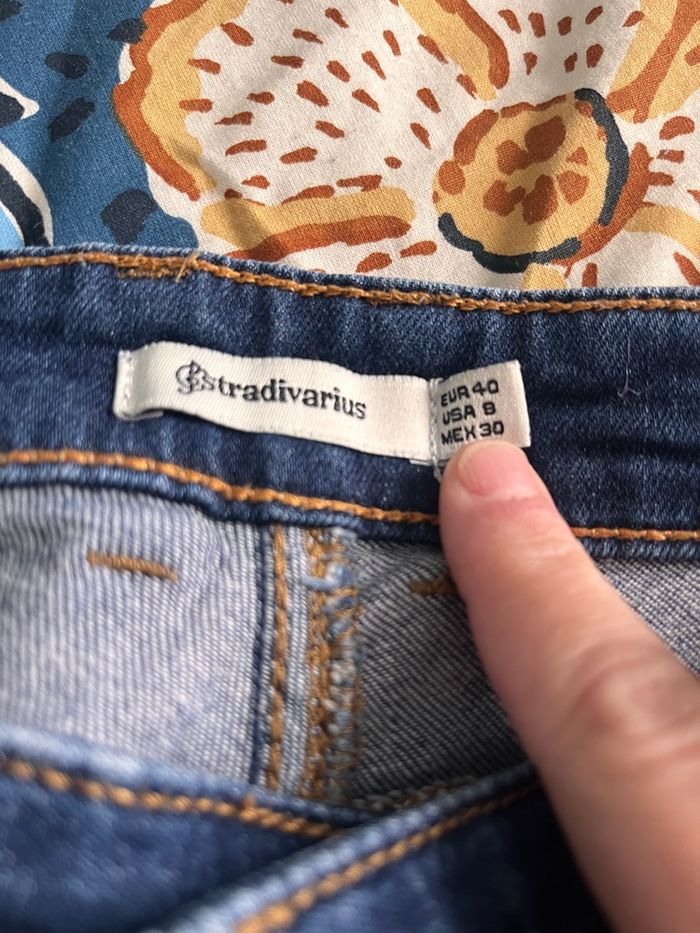 stradivarius
EUR 40
USA 8
MEX 30